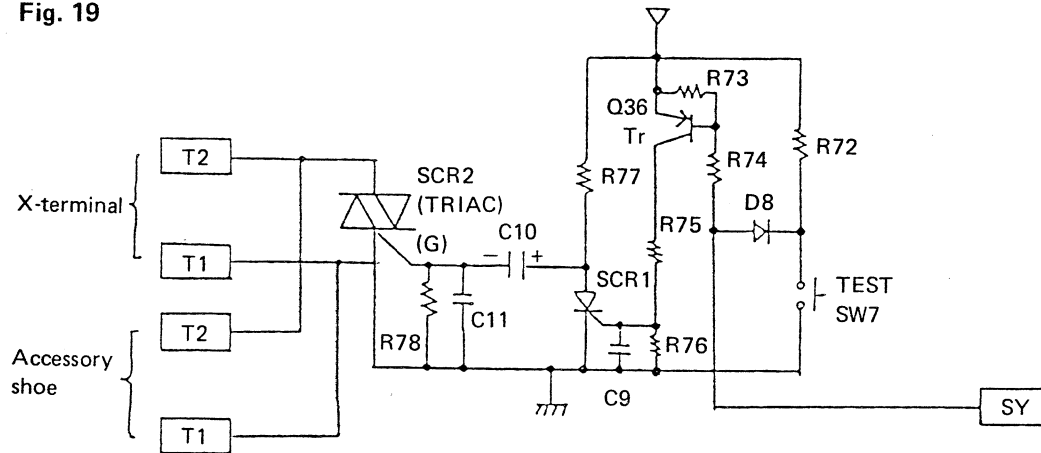 Fig. 19
R73
Q36
Tr
R74
R72
T2
SCR2
(TRIAC)
R77
D8
X-terminal
(G)
C10
R75
− +
T1
SCR1
TEST
SW7
T2
C11
R78
R76
Accessory
shoe
C9
SY
T1